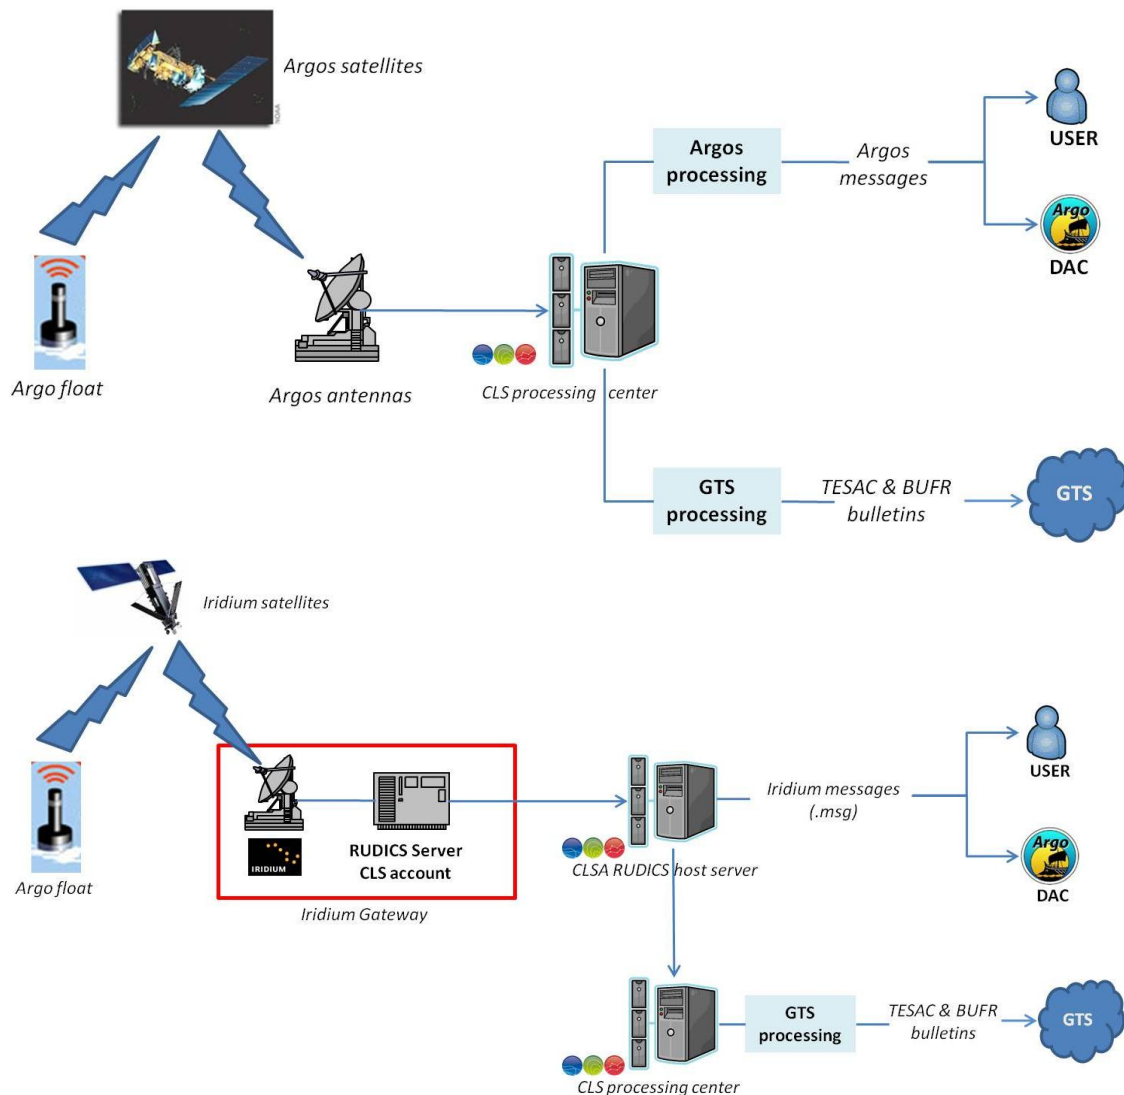 Argos satellites
NOAA
USER
Argos
processing
Argos
messages
Argo
DAC
Argo float
Argos antennas
CLS processing center
GTS
processing
TESAC & BUFR
bulletins
GTS
Iridium satellites
USER
Iridium messages
(.msg)
RUDICS Server
CLS account
IRIDIUM
Argo float
Iridium Gateway
CLSA RUDICS host server
Argo
DAC
GTS
processing
TESAC & BUFR
bulletins
GTS
CLS processing center